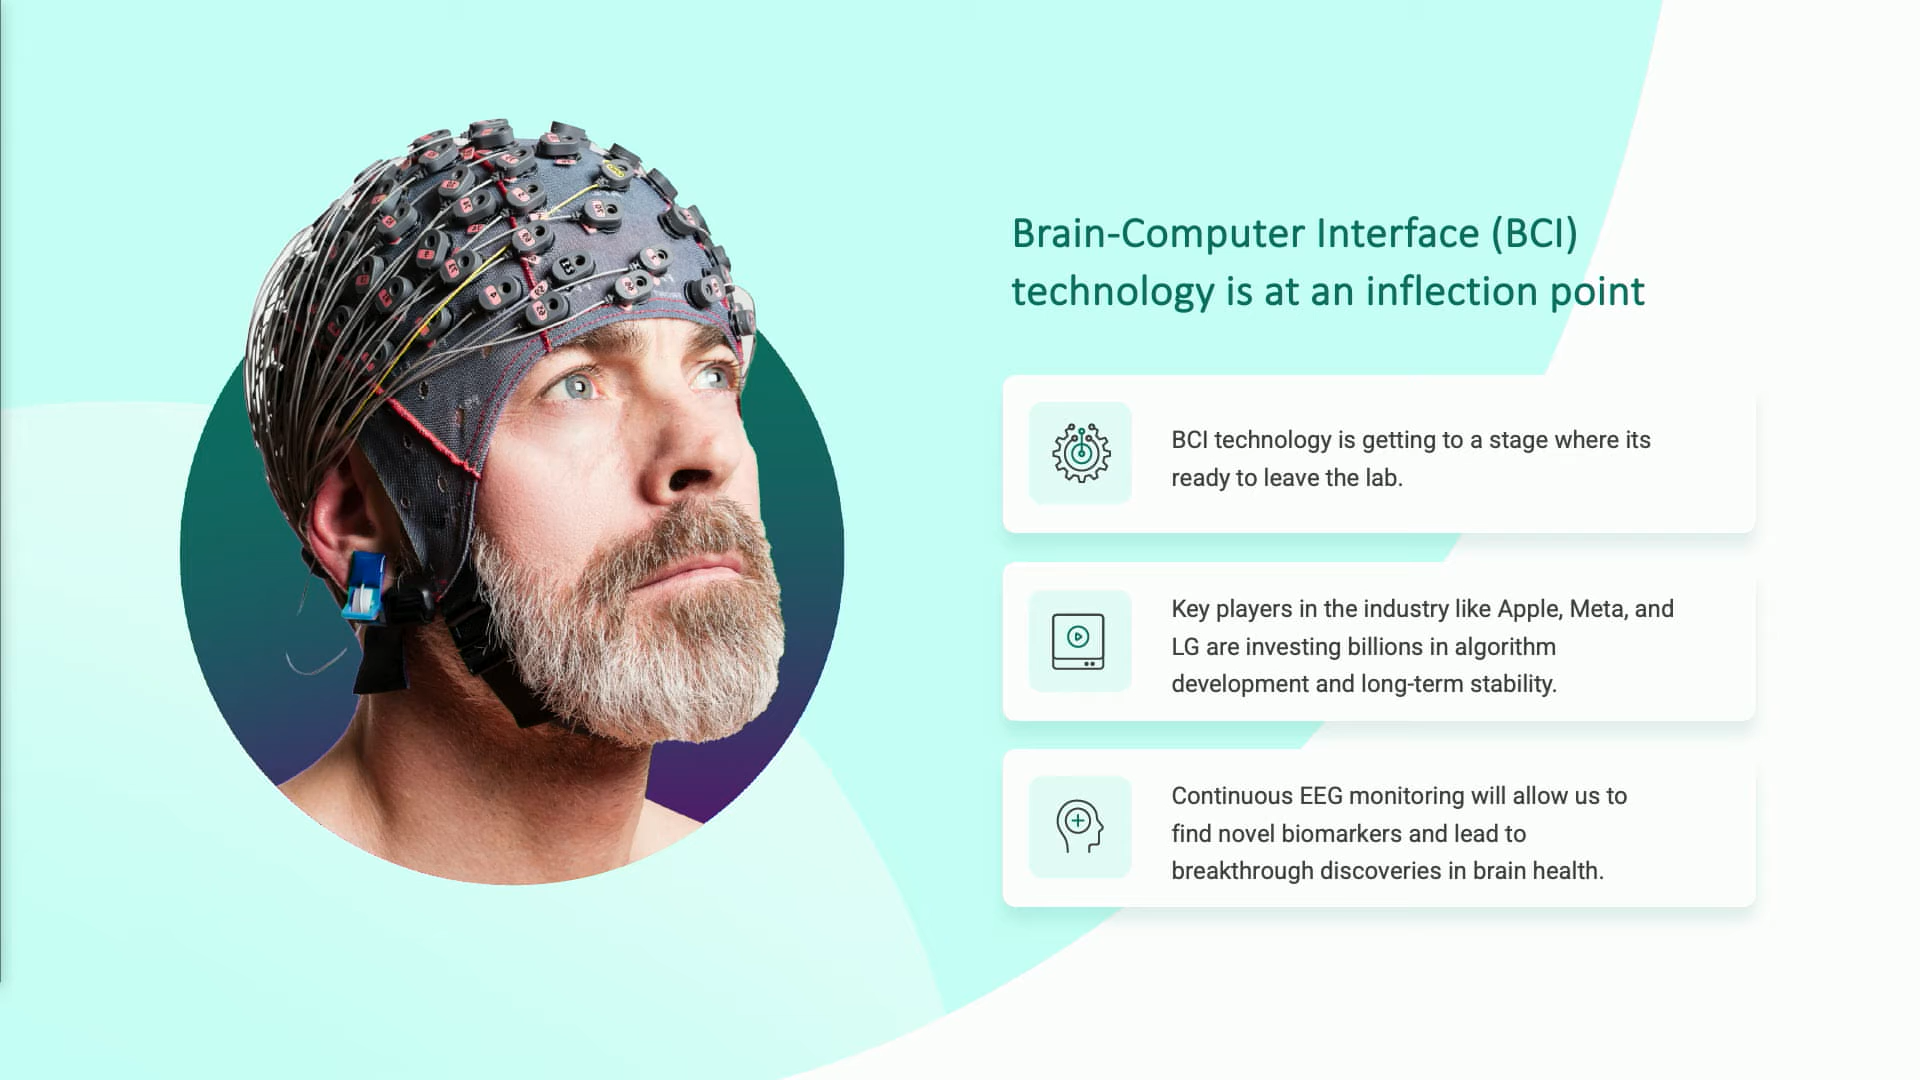 Brain-Computer Interface (BCI)
technology is at an inflection point
BCI technology is getting to a stage where its
ready to leave the lab.
Key players in the industry like Apple, Meta, and
LG are investing billions in algorithm
development and long-term stability.
Continuous EEG monitoring will allow us to
find novel biomarkers and lead to
breakthrough discoveries in brain health.